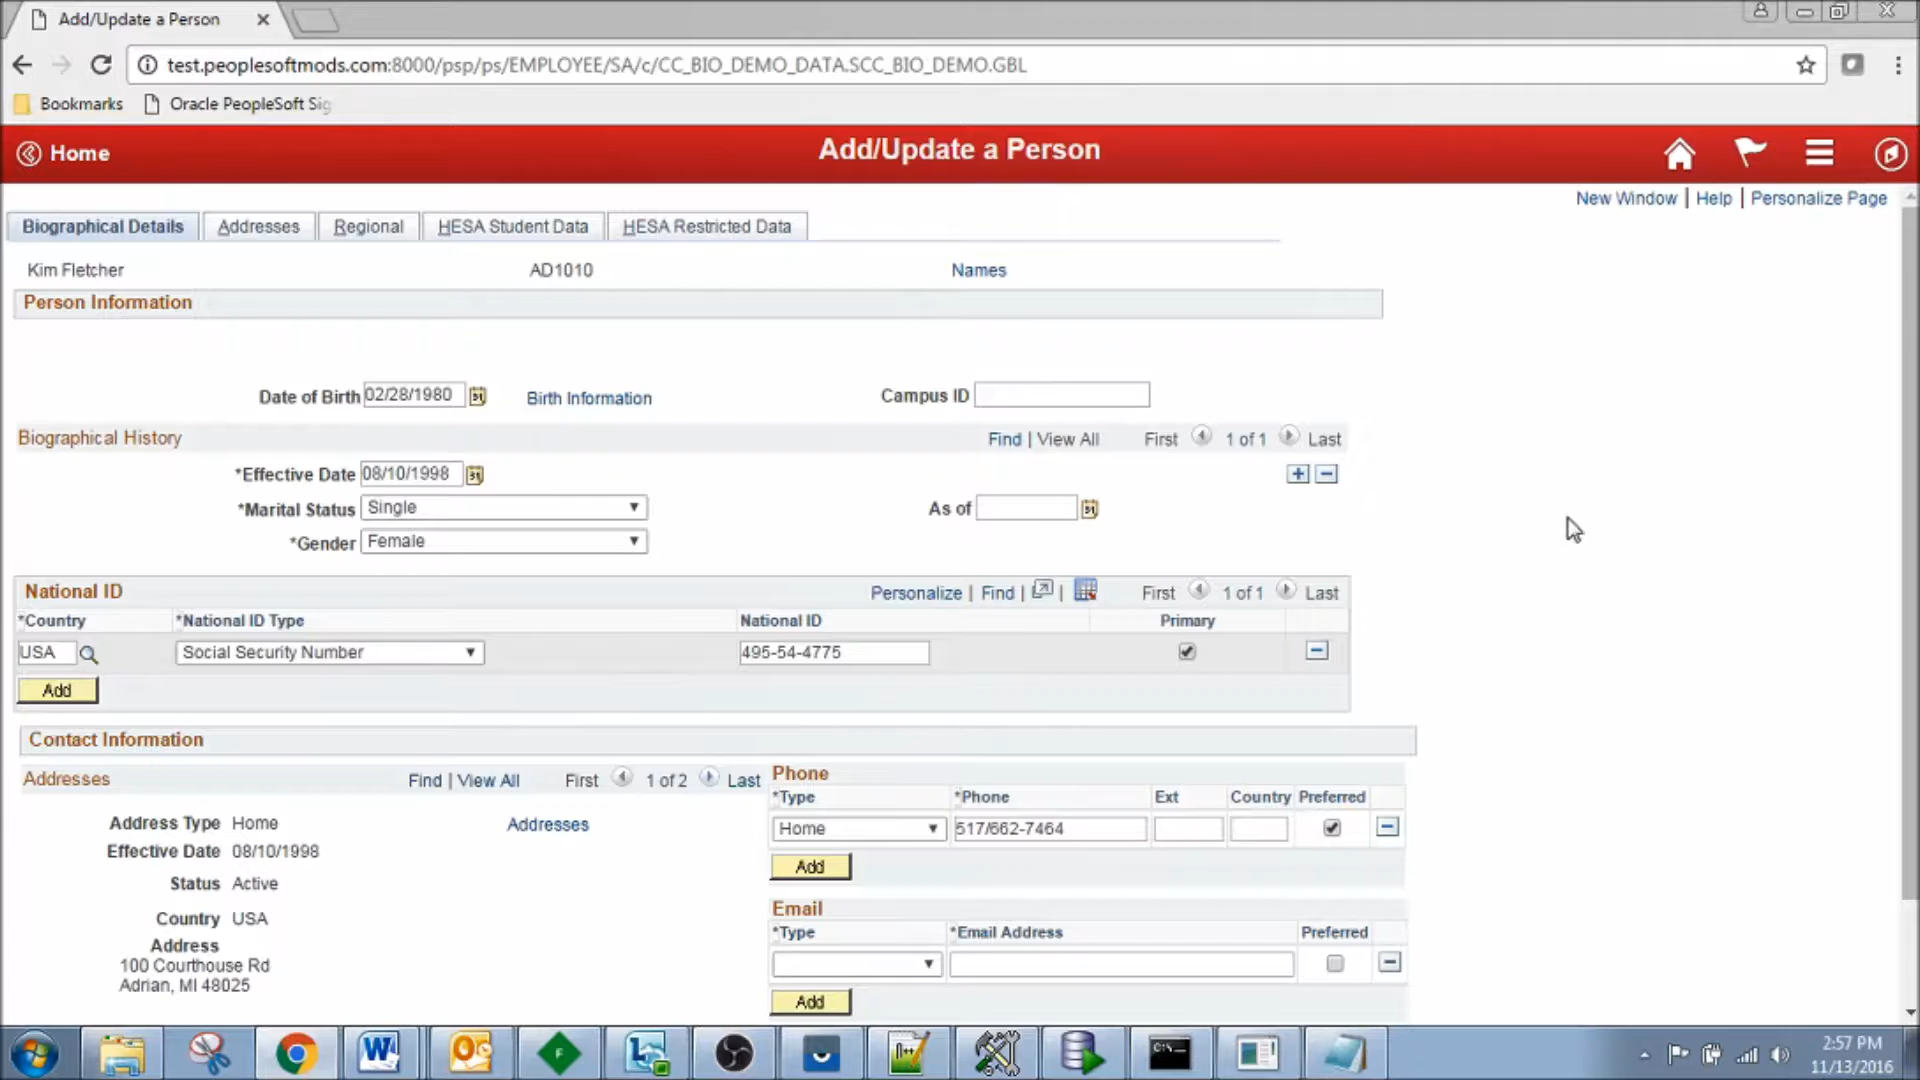 Add/Update a Person
test.peoplesoftmods.com:8000/psp/ps/EMPLOYEE/SA/c/CC_BIO_DEMO_DATA.SCC_BIO_DEMO.GBL
Bookmarks Oracle PeopleSoft Sig
Home Add/Update a Person
New Window | Help | Personalize Page
Biographical Details Addresses Regional HESA Student Data HESA Restricted Data
Kim Fletcher AD1010 Names
Person Information
Date of Birth 02/28/1980 Birth Information Campus ID
Biographical History Find | View All First 1 of 1 Last
*Effective Date 08/10/1998
*Marital Status Single As of
*Gender Female
National ID Personalize | Find | First 1 of 1 Last
*Country *National ID Type National ID Primary
USA Social Security Number 495-54-4775
Add
Contact Information
Addresses Find | View All First 1 of 2 Last
Address Type Home Addresses
Effective Date 08/10/1998
Status Active
Country USA
Address
100 Courthouse Rd
Adrian, MI 48025
Phone
*Type *Phone Ext Country Preferred
Home 517/662-7464
Add
Email
*Type *Email Address Preferred
Add
2:57 PM
11/13/2016